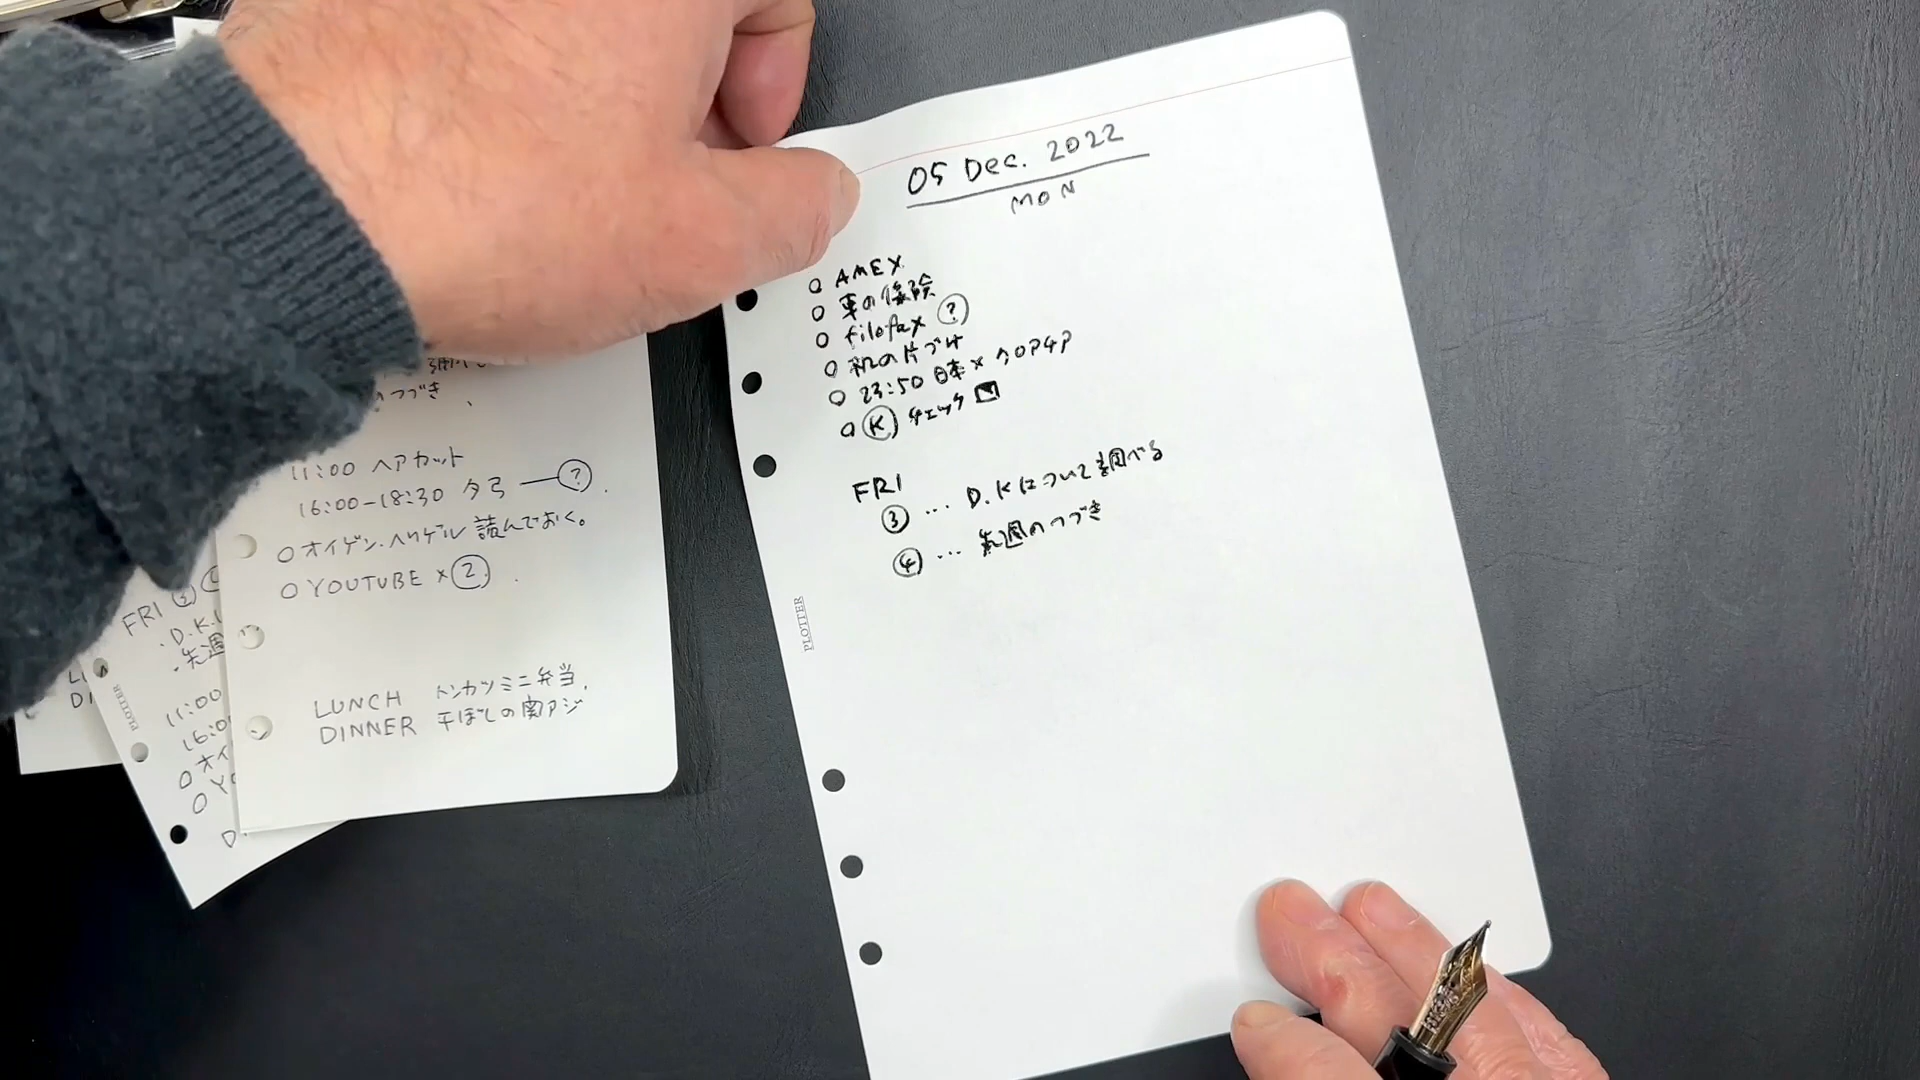 05 Dec. 2022
MON
○ AMEX
○ 車の保険
○ filofax ?
○ 机の片づけ
○ 23:50 日本×クロアチア
○ K チェック
FRI
③ … D.Kについて調べる
④ … 先週のつづき
PLOTTER
のつづき
11:00 ヘアカット
16:00-18:30 夕弓 — ?
○ オイゲン・ヘリゲル 読んでおく。
○ YOUTUBE ×②
LUNCH トンカツミニ弁当
DINNER 干ぼしの関アジ
FRI ③
・D.K.
・先週
PLOTTER
11:00
16:0
○ オイ
○ Y